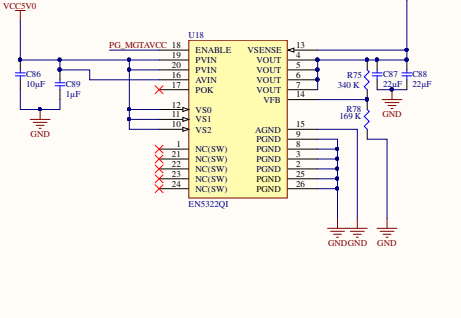 VCC5V0
U18
PG_MGTAVCC 18 ENABLE VSENSE 13
19 PVIN VOUT 4
20 PVIN VOUT 5
16 AVIN VOUT 6
17 POK VOUT 7
VFB 14
C86
10µF
C89
1µF
GND
R75
340 K
C87
22µF
C88
22µF
GND
R78
169 K
12 VS0
11 VS1
10 VS2
AGND 15
PGND 9
1 NC(SW) PGND 8
21 NC(SW) PGND 3
22 NC(SW) PGND 2
23 NC(SW) PGND 25
24 NC(SW) PGND 26
EN5322QI
GND GND GND